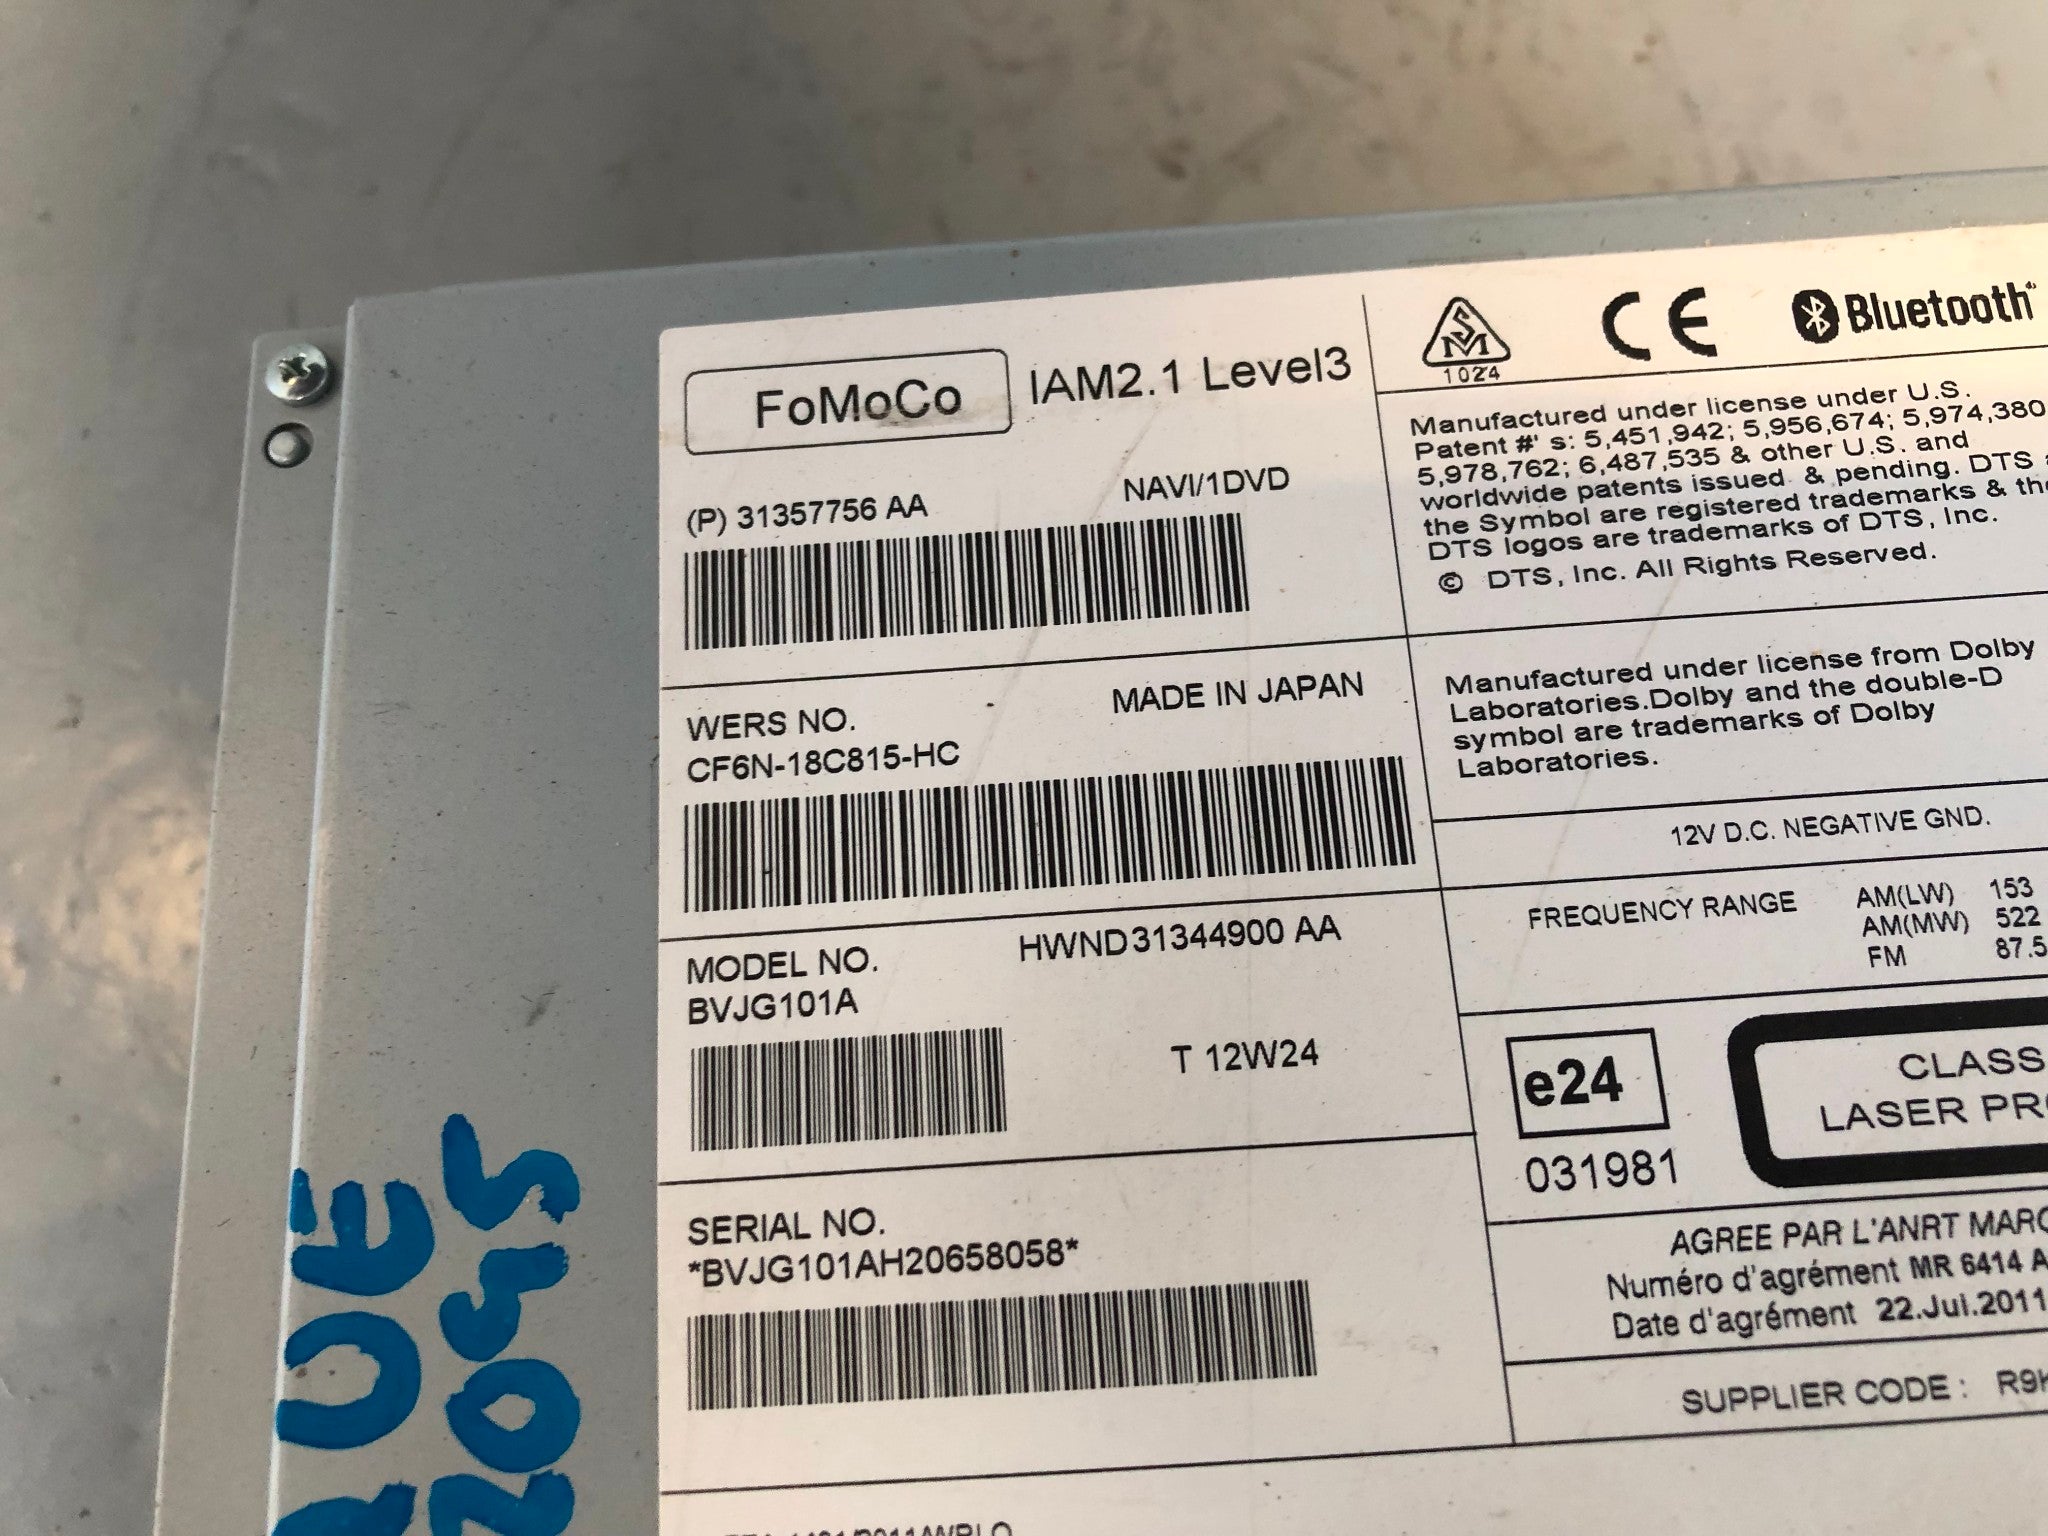 FoMoCo IAM2.1 Level3
(P) 31357756 AA NAVI/1DVD
WERS NO. MADE IN JAPAN
CF6N-18C815-HC
MODEL NO. HWND31344900 AA
BVJG101A
T 12W24
SERIAL NO.
*BVJG101AH20658058*
SM
1024
CE
Bluetooth
Manufactured under license under U.S.
Patent #' s: 5,451,942; 5,956,674; 5,974,380
5,978,762; 6,487,535 & other U.S. and
worldwide patents issued & pending. DTS
the Symbol are registered trademarks & the
DTS logos are trademarks of DTS, Inc.
© DTS, Inc. All Rights Reserved.
Manufactured under license from Dolby
Laboratories.Dolby and the double-D
symbol are trademarks of Dolby
Laboratories.
12V D.C. NEGATIVE GND.
FREQUENCY RANGE AM(LW) 153
AM(MW) 522
FM 87.5
e24
031981
CLASS
LASER PRO
AGREE PAR L'ANRT MAROC
Numéro d'agrément MR 6414 A
Date d'agrément 22.Jul.2011
SUPPLIER CODE : R9K